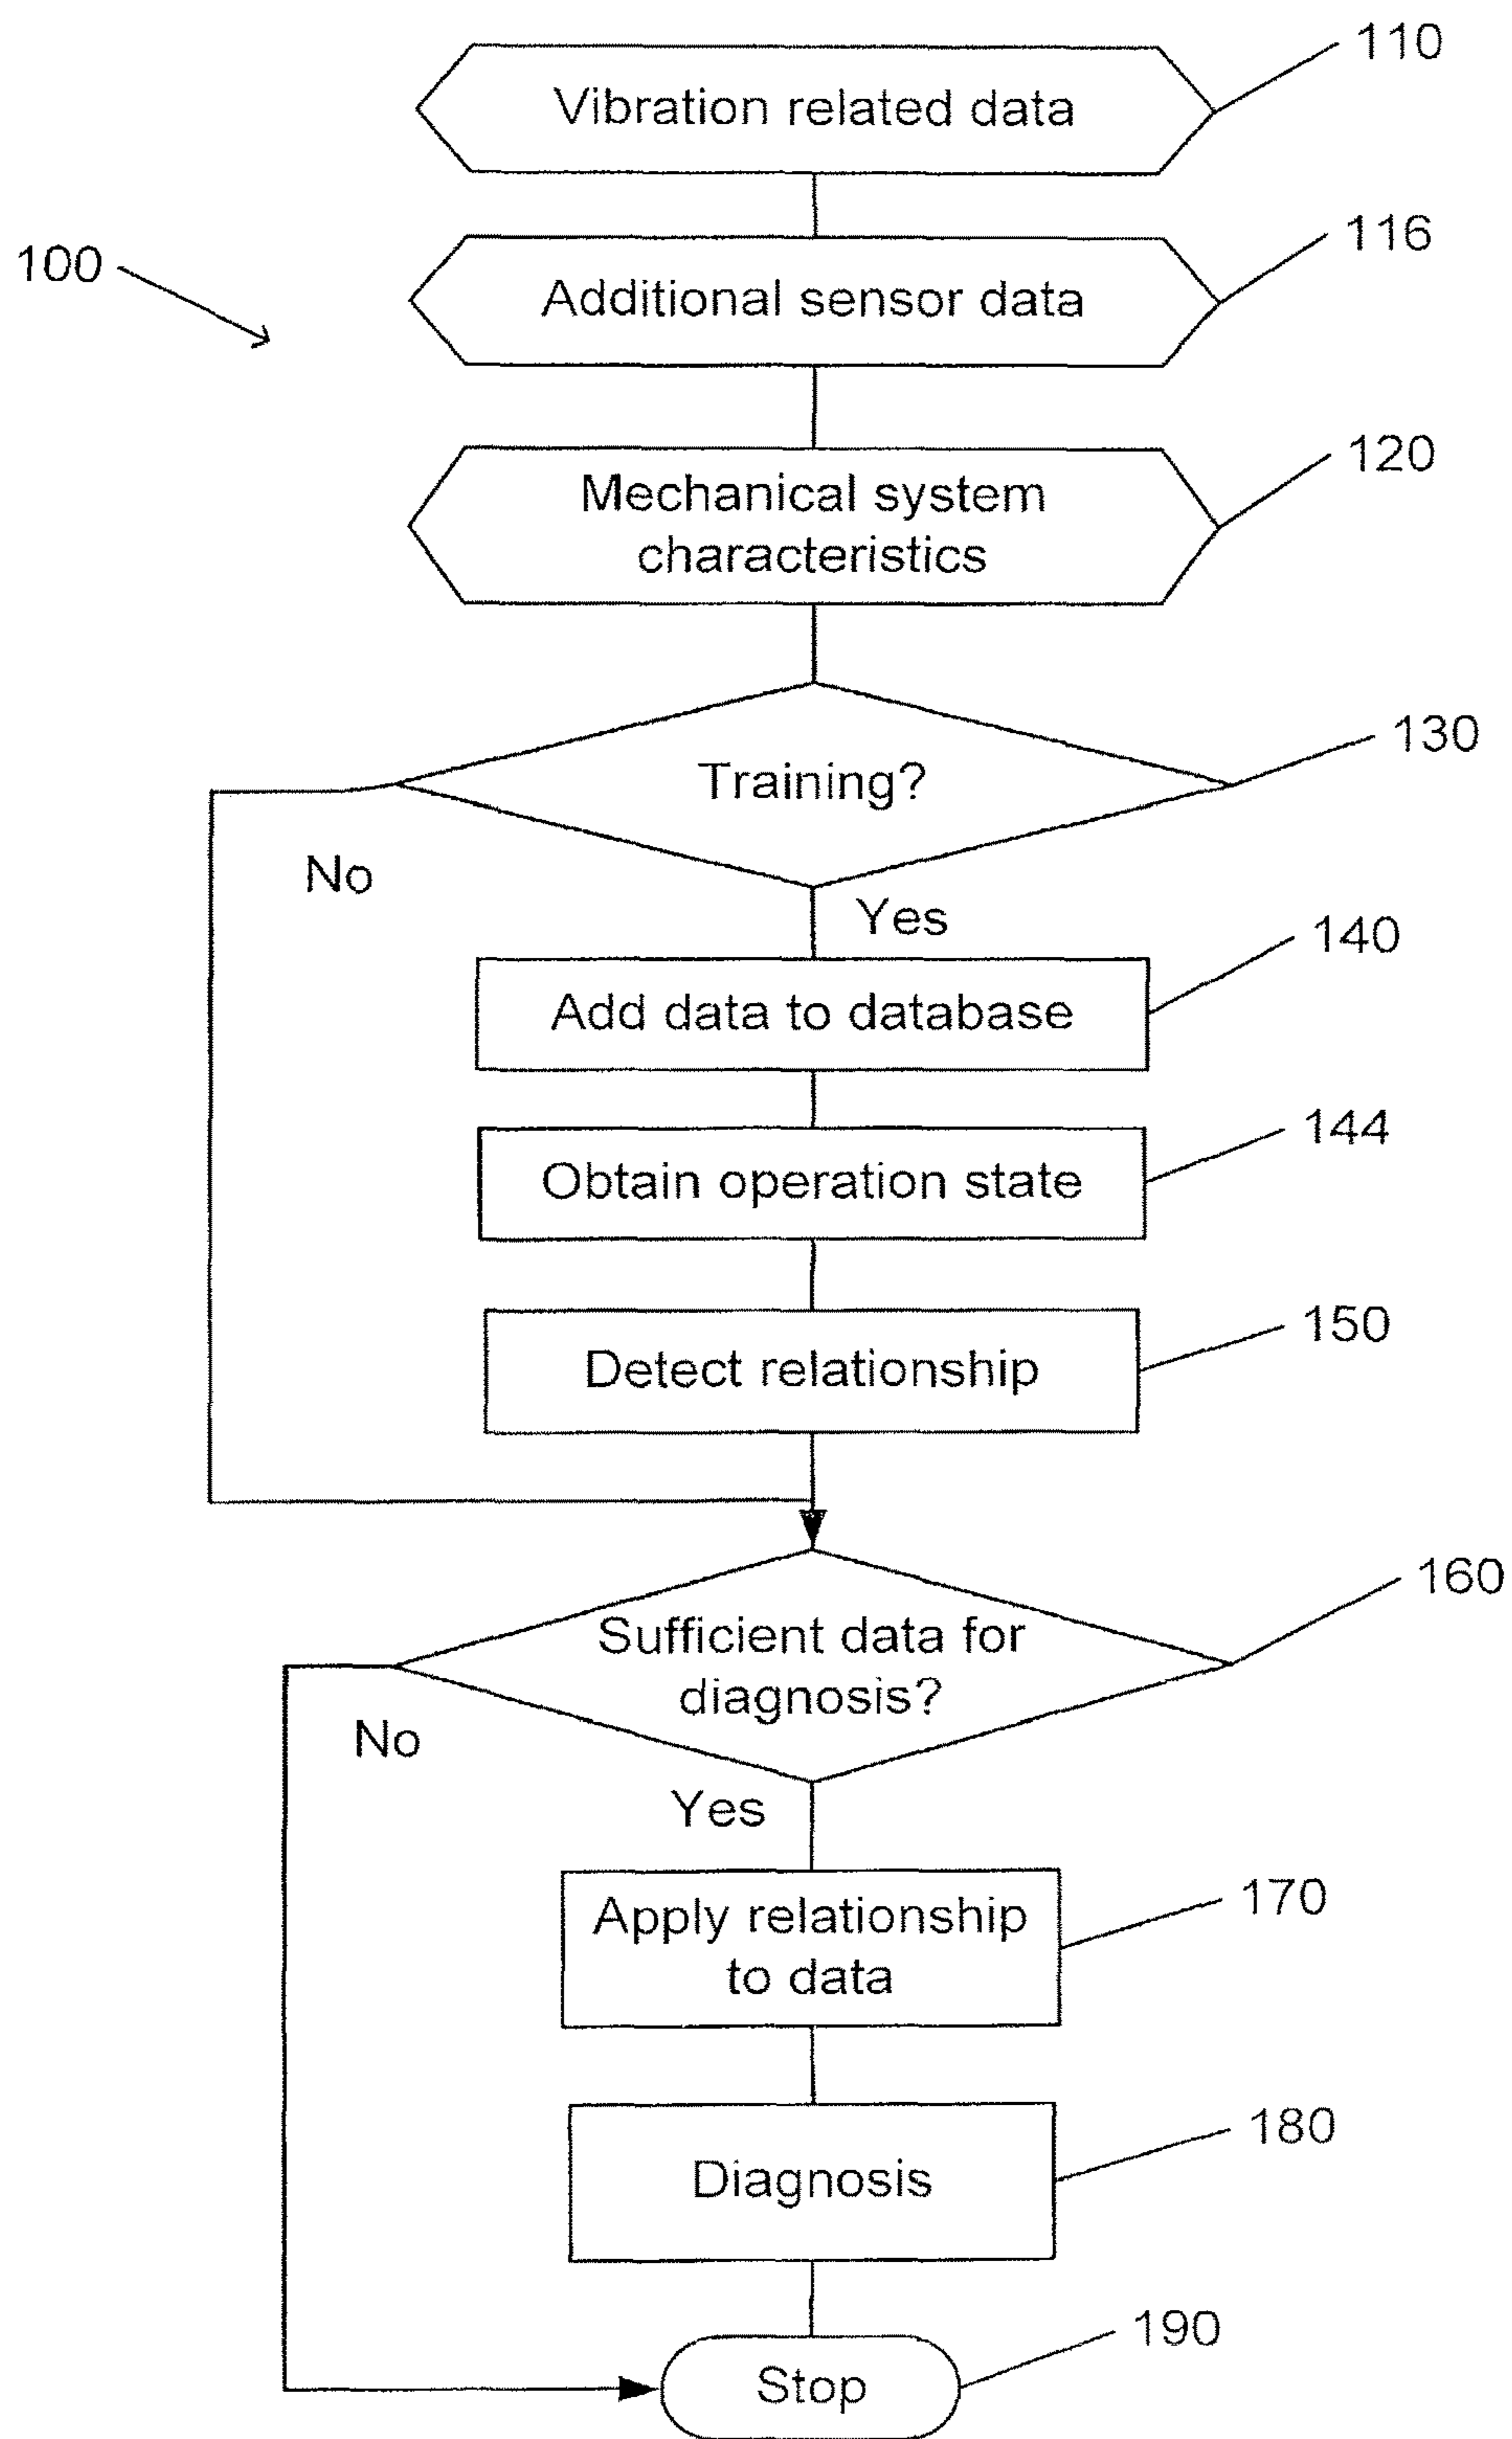 110
Vibration related data
116
100
Additional sensor data
120
Mechanical system
characteristics
130
Training?
No
Yes
140
Add data to database
144
Obtain operation state
150
Detect relationship
160
Sufficient data for
diagnosis?
No
Yes
170
Apply relationship
to data
180
Diagnosis
190
Stop